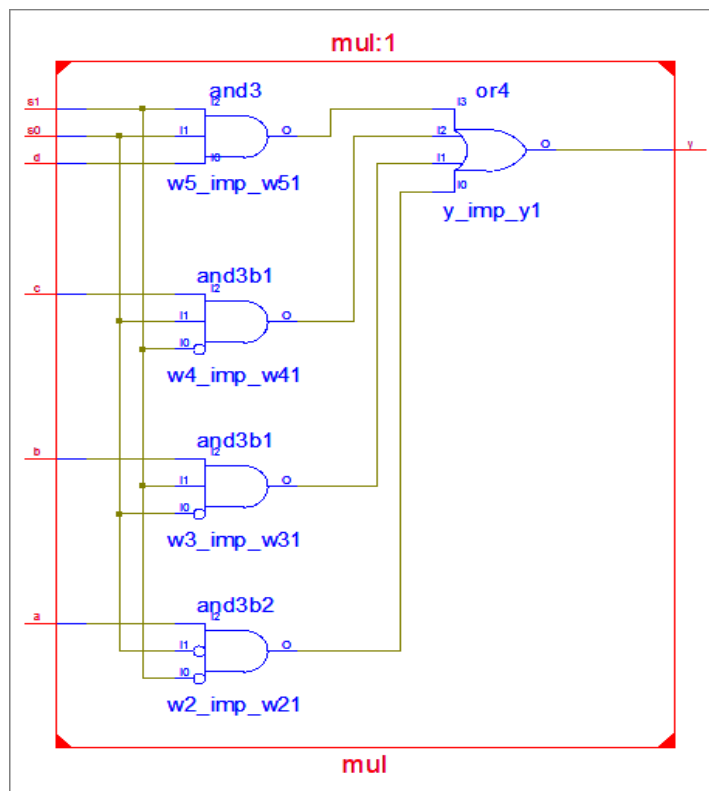 mul:1
and3
or4
s1
I2
I3
s0
I1
O
I2
O
y
d
I0
I1
w5_imp_w51
I0
y_imp_y1
and3b1
c
I2
I1
O
I0
w4_imp_w41
and3b1
b
I2
I1
O
I0
w3_imp_w31
and3b2
a
I2
I1
O
I0
w2_imp_w21
mul